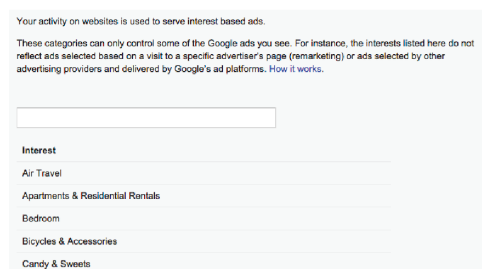 Your activity on websites is used to serve interest based ads.
These categories can only control some of the Google ads you see. For instance, the interests listed here do not
reflect ads selected based on a visit to a specific advertiser's page (remarketing) or ads selected by other
advertising providers and delivered by Google's ad platforms. How it works.
Interest
Air Travel
Apartments & Residential Rentals
Bedroom
Bicycles & Accessories
Candy & Sweets